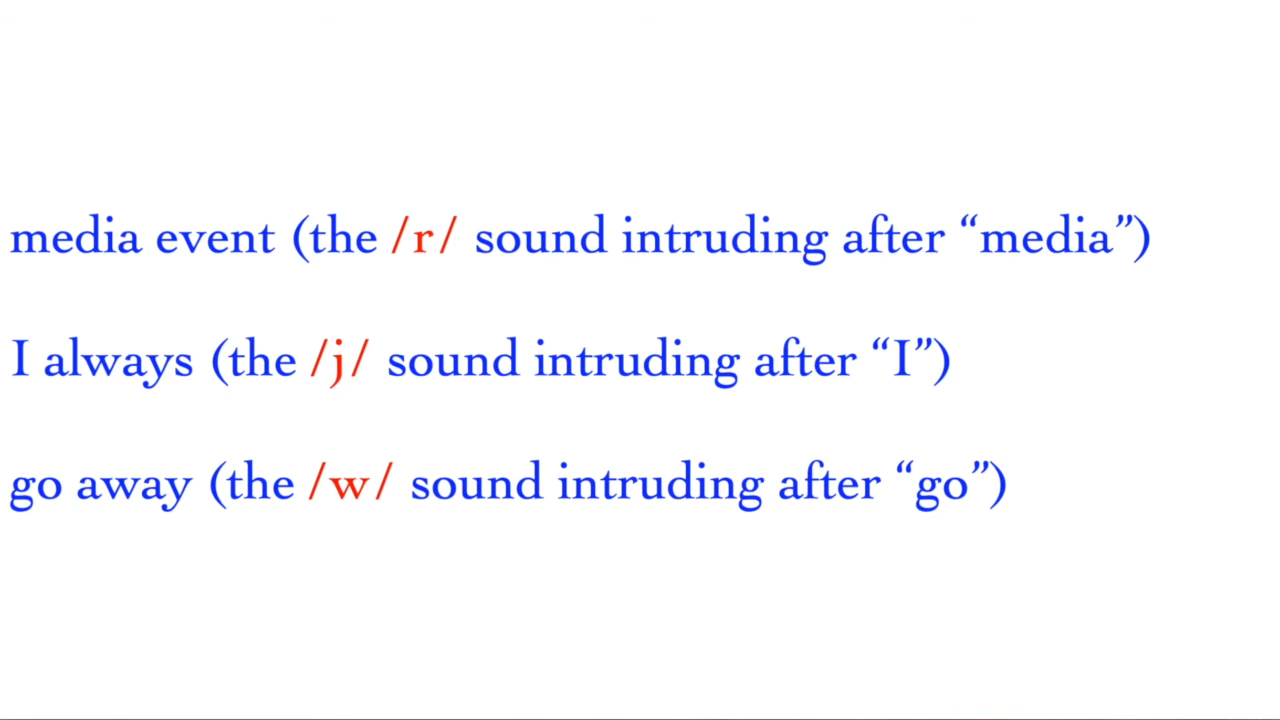 media event (the /r/ sound intruding after “media”)
I always (the /j/ sound intruding after “I”)
go away (the /w/ sound intruding after “go”)